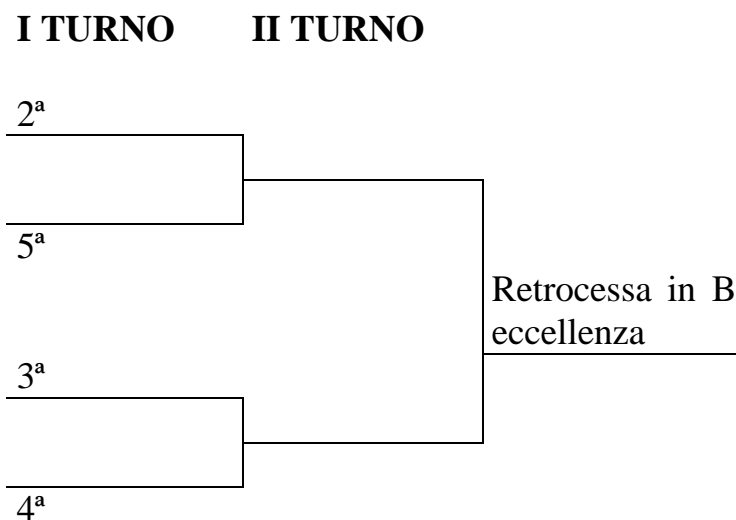 I TURNO II TURNO
2ª
5ª
Retrocessa in B
eccellenza
3ª
4ª